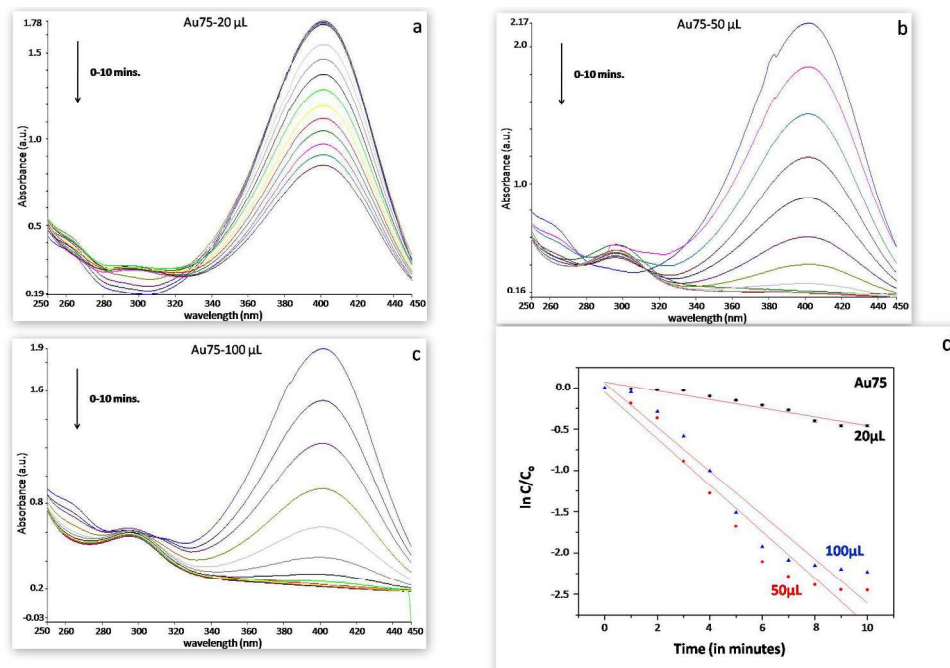 Au75-20 µL
a
1.78
1.5
1.0
0.5
0.19
0-10 mins.
Absorbance (a.u.)
250 260 280 300 320 340 360 380 400 420 450
wavelength (nm)
Au75-50 µL
b
2.17
2.0
1.0
0.16
0-10 mins.
Absorbance (a.u.)
250 260 280 300 320 340 360 380 400 420 450
wavelength (nm)
Au75-100 µL
c
1.9
1.6
0.8
0.2
-0.03
0-10 mins.
Absorbance (a.u.)
250 260 280 300 320 340 360 380 400 420 450
wavelength (nm)
Au75
0.0
-0.5
-1.0
-1.5
-2.0
-2.5
20µL
100µL
50µL
ln C/Co
0 2 4 6 8 10
Time (in minutes)